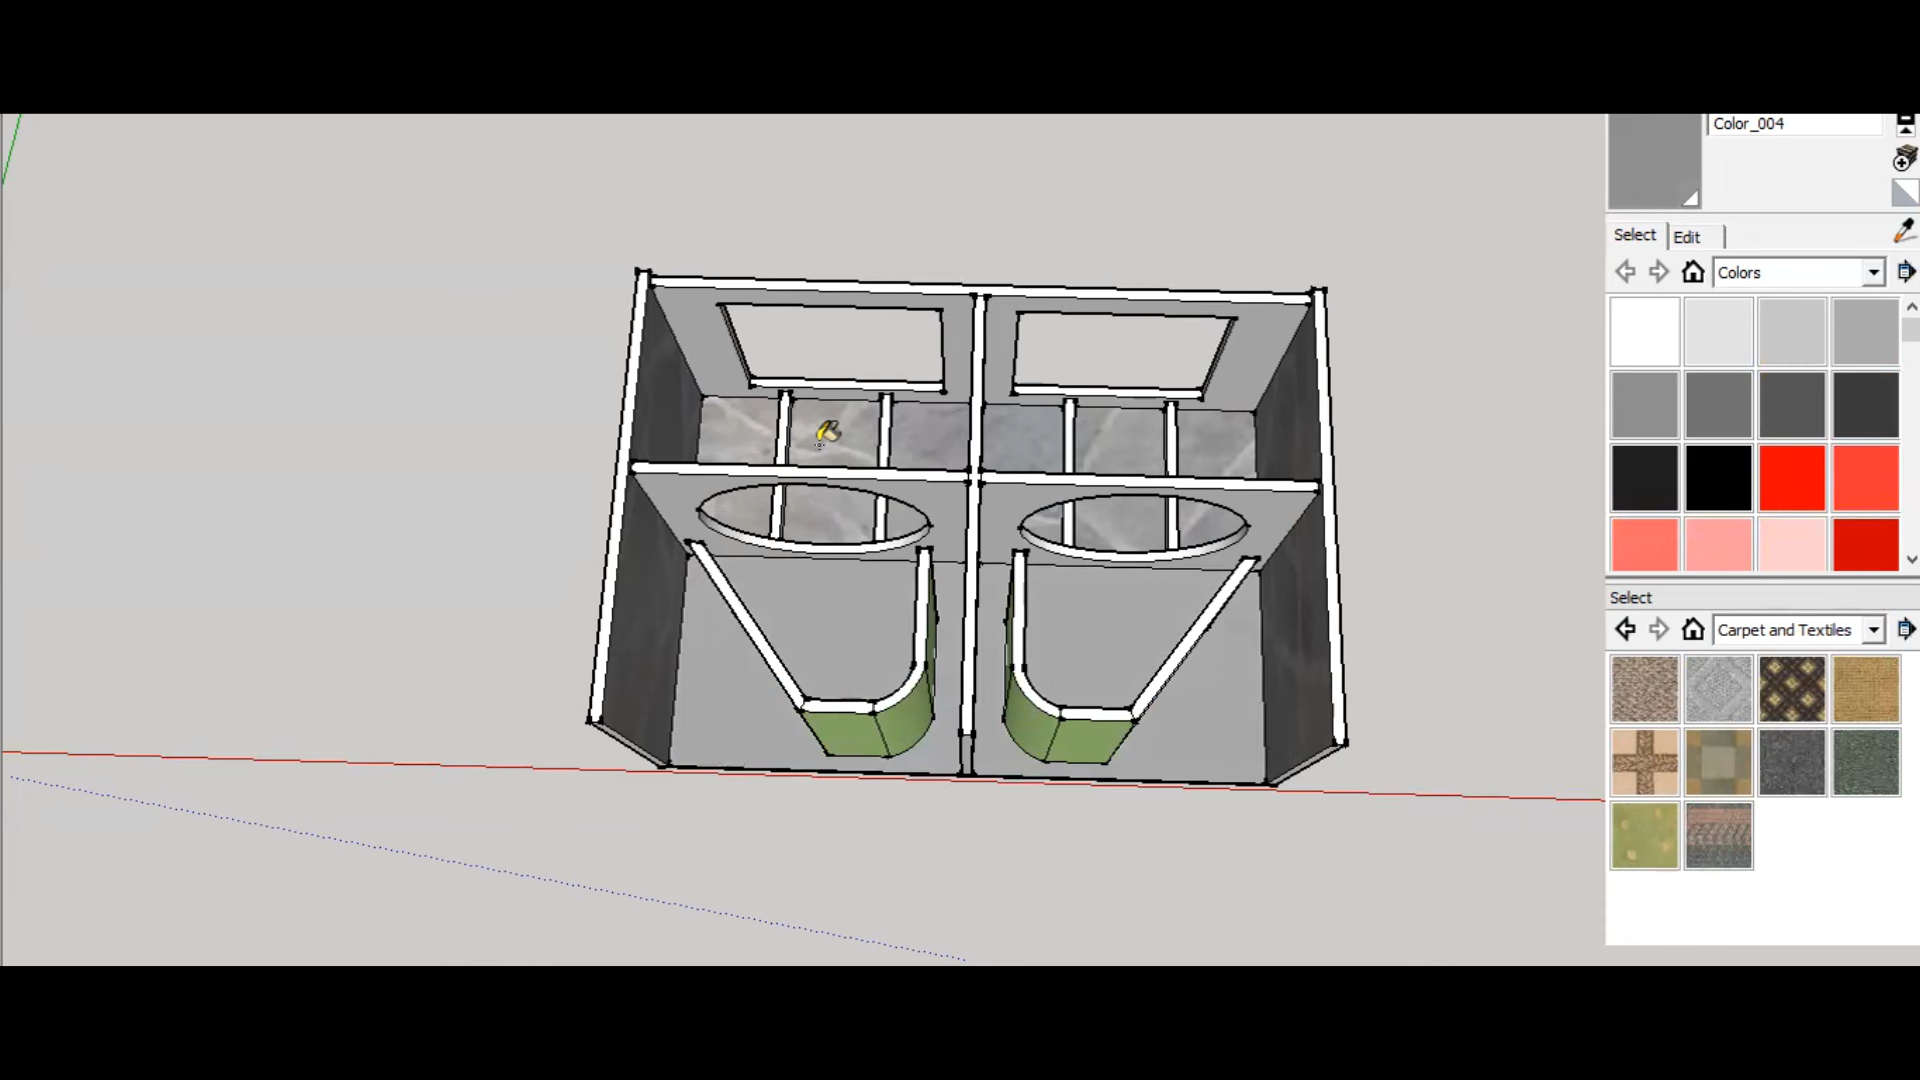 Color_004
Select
Edit
Colors
Select
Carpet and Textiles